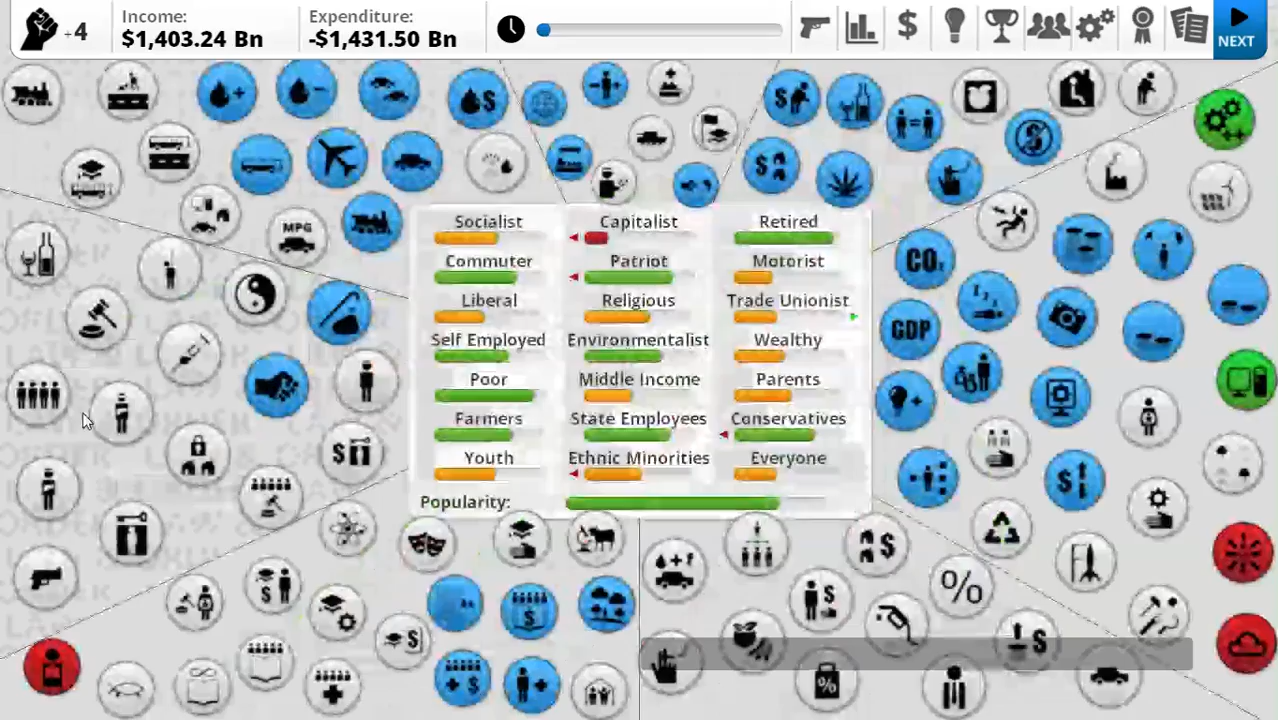 Income: Expenditure:
+4 $1,403.24 Bn -$1,431.50 Bn
NEXT
Socialist Capitalist Retired
Commuter Patriot Motorist
Liberal Religious Trade Unionist
Self Employed Environmentalist Wealthy
Poor Middle Income Parents
Farmers State Employees Conservatives
Youth Ethnic Minorities Everyone
Popularity:
MPG
CO₂
GDP